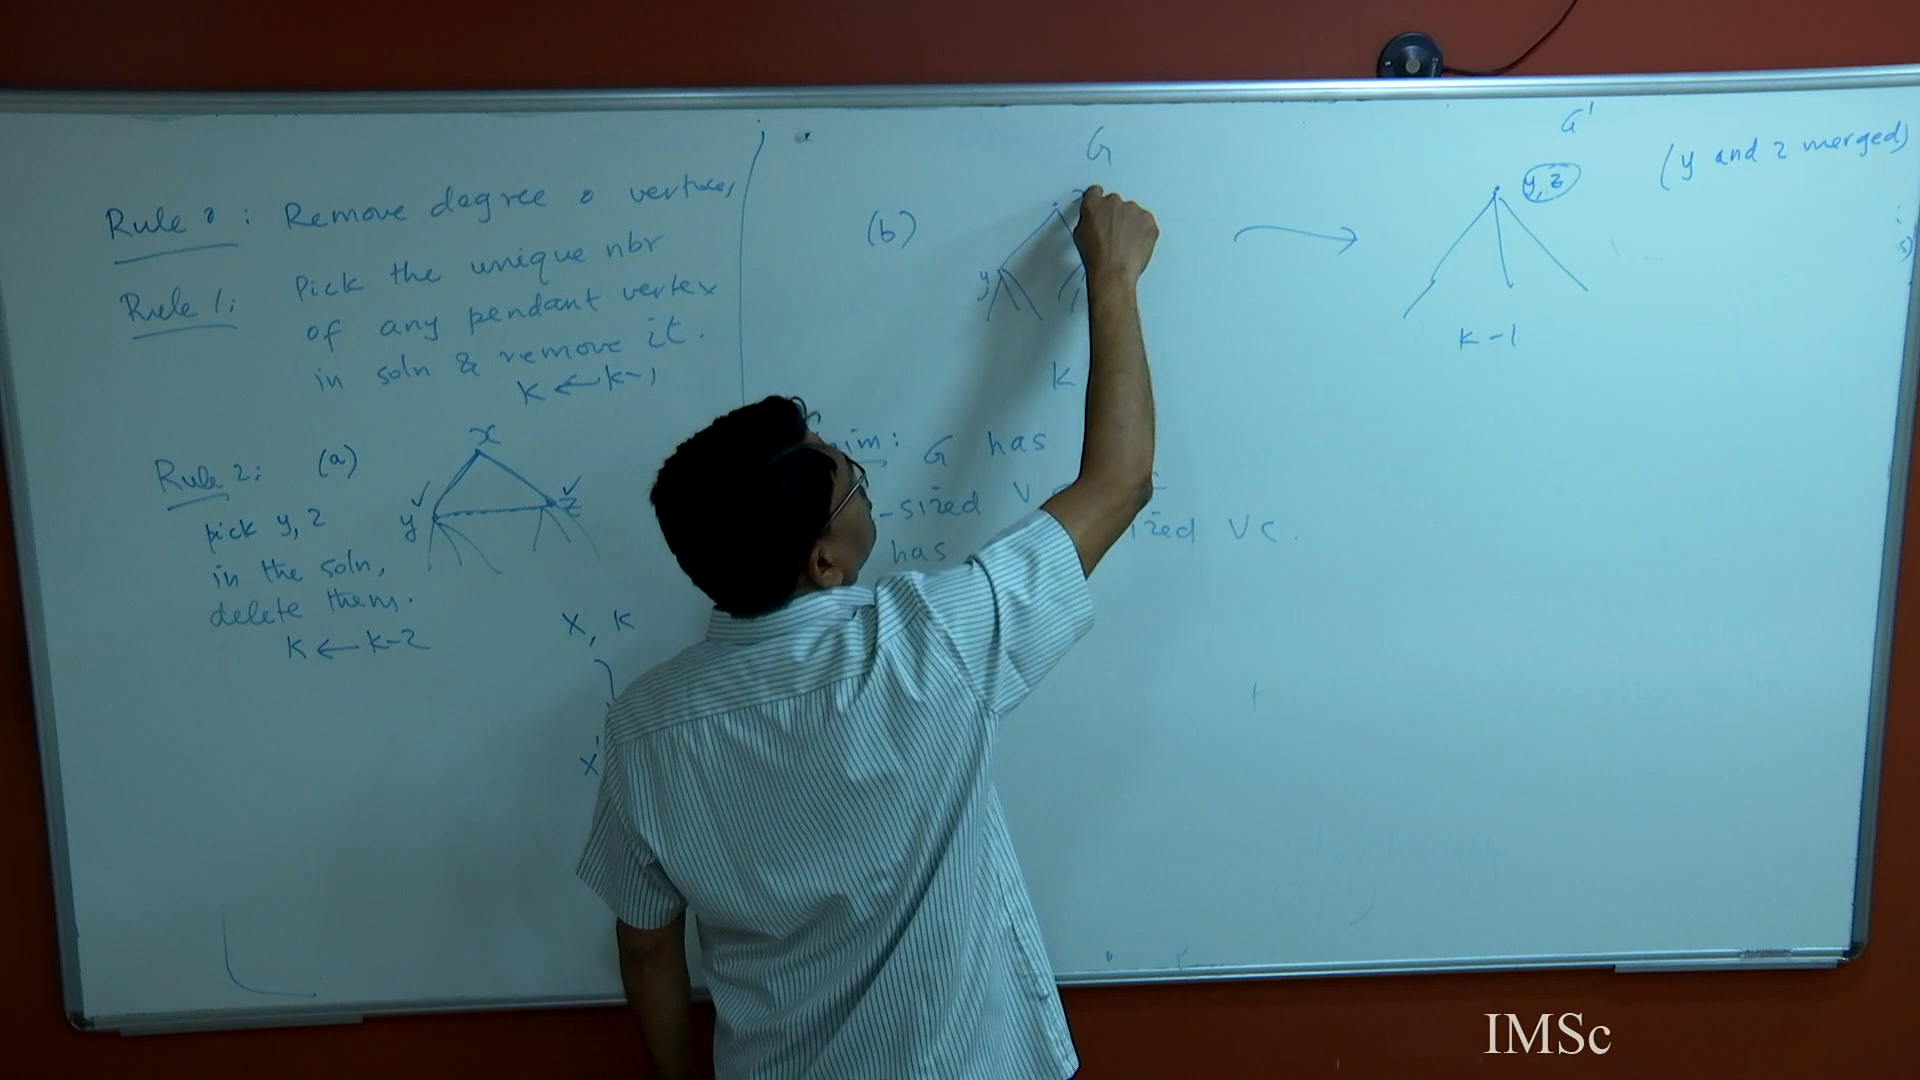 Rule 0 : Remove degree 0 vertices
Rule 1: Pick the unique nbr
of any pendant vertex
in soln & remove it.
K ← K-1
Rule 2: (a)
x
y
z
pick y, z
in the soln,
delete them.
K ← K-2
X, K
X'
G
(b)
y
K
G'
y, z
(y and z merged)
K-1
G has
-sized V
has
ized VC.
IMSc